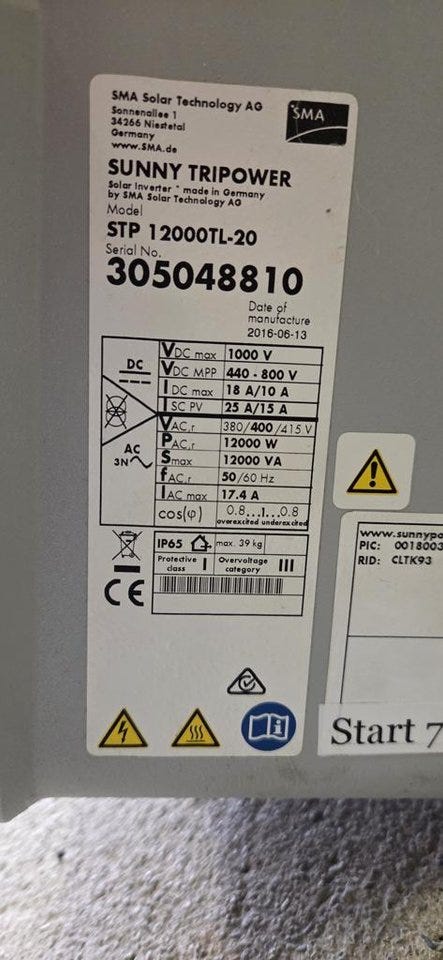 SMA Solar Technology AG
Sonnenallee 1
34266 Niestetal
Germany
www.SMA.de
SMA
SUNNY TRIPOWER
Solar Inverter - made in Germany
by SMA Solar Technology AG
Model
STP 12000TL-20
Serial No.
305048810
Date of
manufacture
2016-06-13
DC
VDC max 1000 V
VDC MPP 440 - 800 V
IDC max 18 A/10 A
ISC PV 25 A/15 A
AC
3N
VAC,r 380/400/415 V
PAC,r 12000 W
Smax 12000 VA
fAC,r 50/60 Hz
IAC max 17.4 A
cos(φ) 0.8...1...0.8
overexcited underexcited
IP65 max. 39 kg
Protective class I Overvoltage category III
CE
www.sunnypo
PIC: 0018003
RID: CLTK93
Start 7